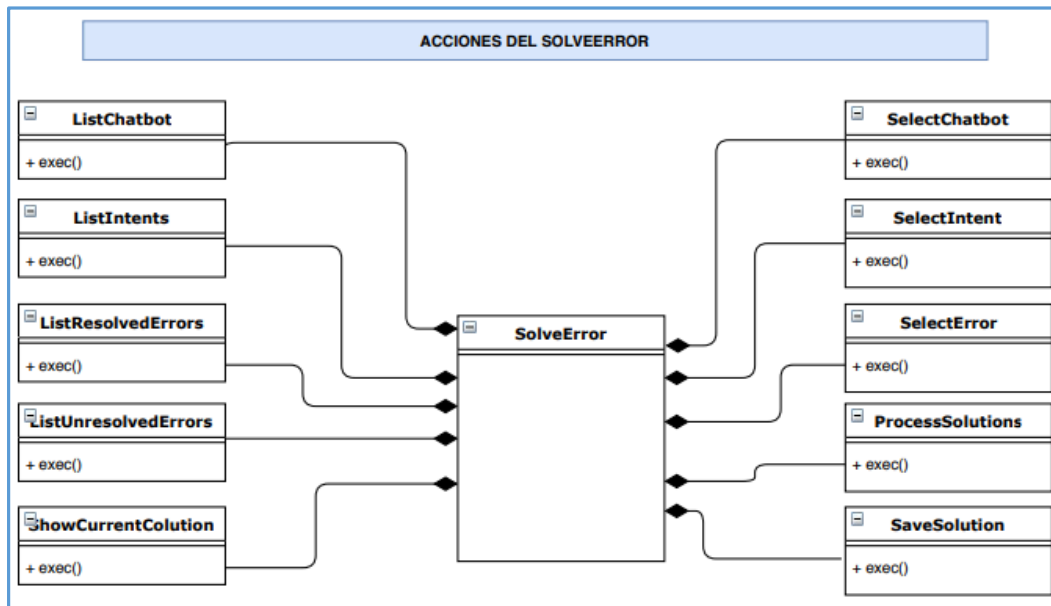 ACCIONES DEL SOLVEERROR
ListChatbot
+ exec()
ListIntents
+ exec()
ListResolvedErrors
+ exec()
ListUnresolvedErrors
+ exec()
ShowCurrentColution
+ exec()
SolveError
SelectChatbot
+ exec()
SelectIntent
+ exec()
SelectError
+ exec()
ProcessSolutions
+ exec()
SaveSolution
+ exec()